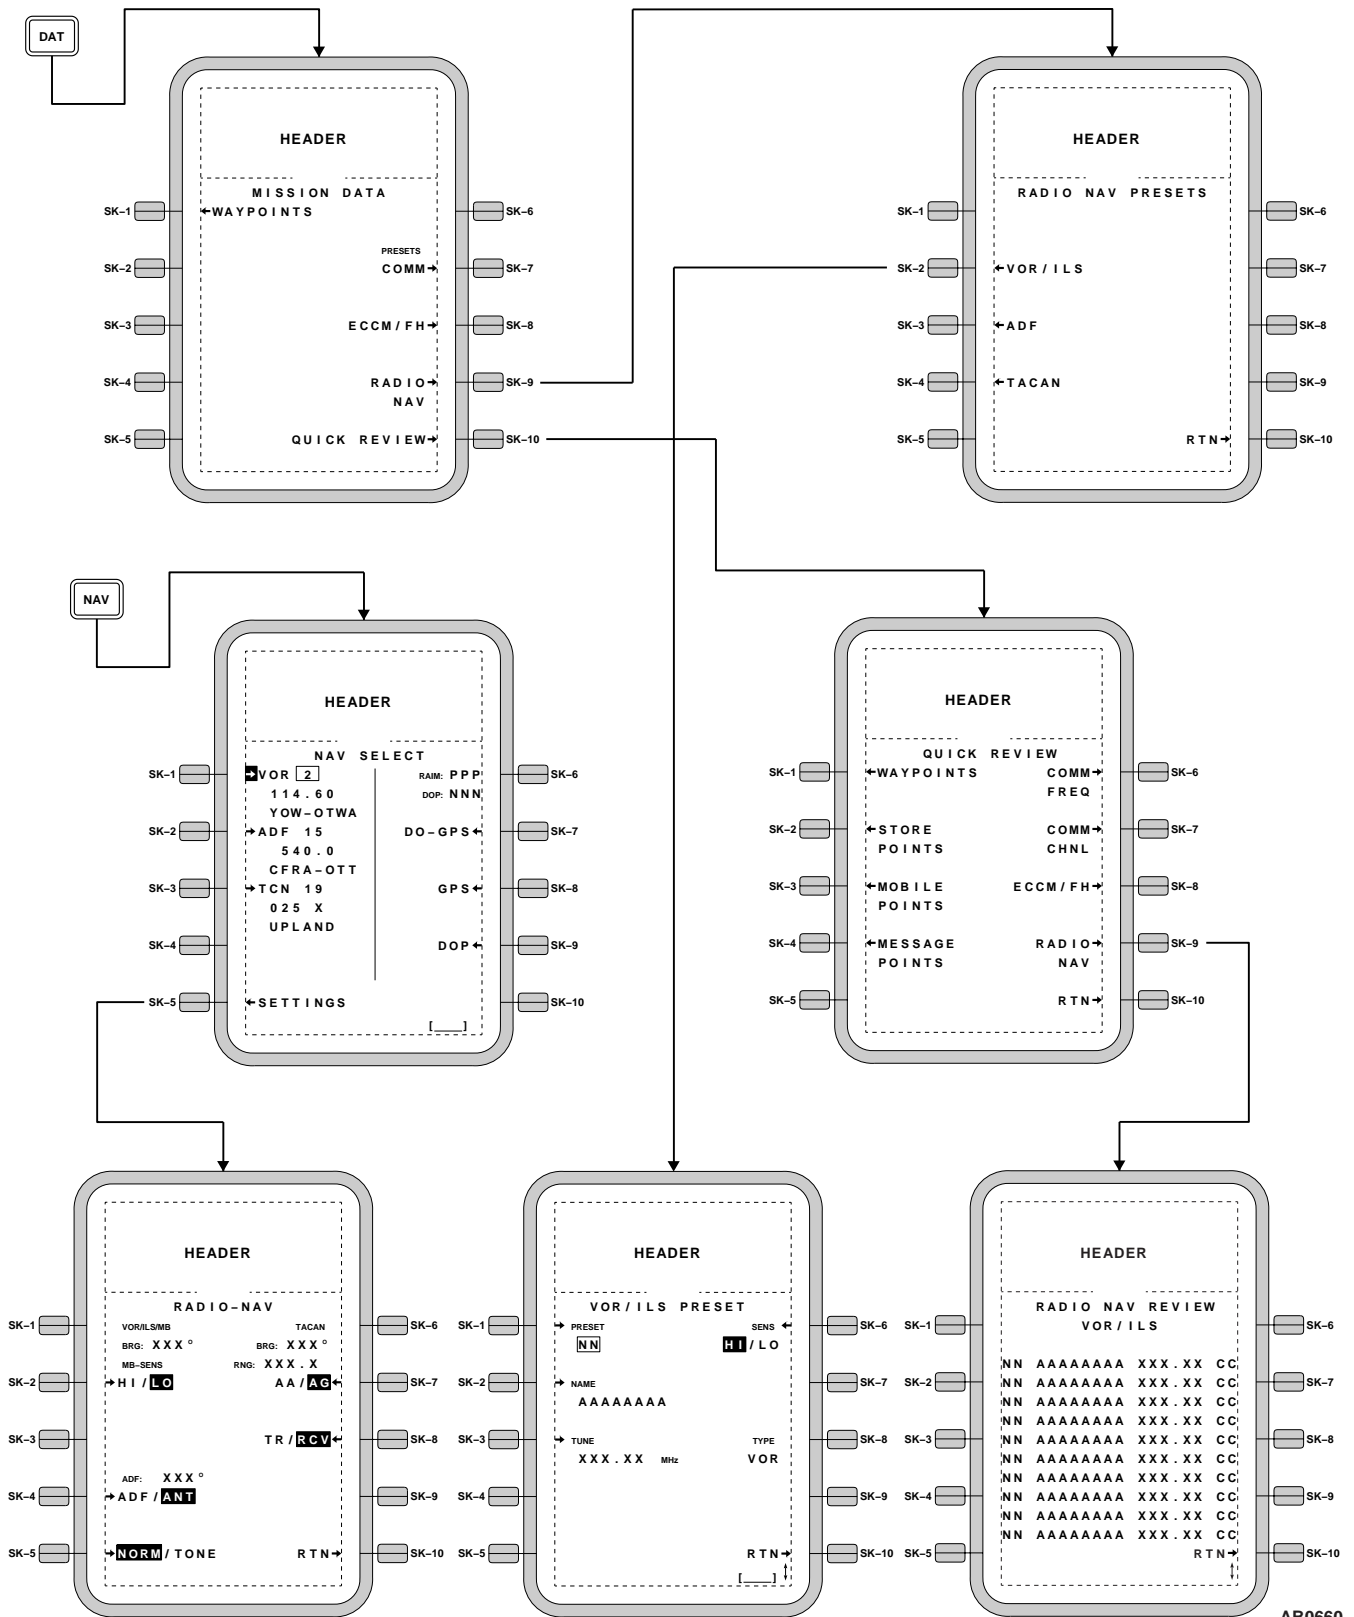 DAT
HEADER
MISSION DATA
SK–1 ←WAYPOINTS SK–6
PRESETS
SK–2 COMM→ SK–7
SK–3 ECCM/FH→ SK–8
SK–4 RADIO→ SK–9
NAV
SK–5 QUICK REVIEW→ SK–10
HEADER
RADIO NAV PRESETS
SK–1 SK–6
SK–2 ←VOR/ILS SK–7
SK–3 ←ADF SK–8
SK–4 ←TACAN SK–9
SK–5 RTN→ SK–10
NAV
HEADER
NAV SELECT
SK–1 →VOR 2 RAIM: PPP SK–6
114.60 DOP: NNN
YOW–OTWA
SK–2 →ADF 15 DO–GPS← SK–7
540.0
CFRA–OTT
SK–3 →TCN 19 GPS← SK–8
025 X
UPLAND
SK–4 DOP← SK–9
SK–5 ←SETTINGS SK–10
[____]
HEADER
QUICK REVIEW
SK–1 ←WAYPOINTS COMM→ SK–6
FREQ
SK–2 ←STORE COMM→ SK–7
POINTS CHNL
SK–3 ←MOBILE ECCM/FH→ SK–8
POINTS
SK–4 ←MESSAGE RADIO→ SK–9
POINTS NAV
SK–5 RTN→ SK–10
HEADER
RADIO–NAV
SK–1 VOR/ILS/MB TACAN SK–6
BRG: XXX° BRG: XXX°
MB–SENS RNG: XXX.X
SK–2 →HI/LO AA/AG← SK–7
SK–3 TR/RCV← SK–8
ADF: XXX°
SK–4 →ADF/ANT SK–9
SK–5 →NORM/TONE RTN→ SK–10
HEADER
VOR/ILS PRESET
SK–1 → PRESET SENS ← SK–6
NN HI/LO
SK–2 → NAME SK–7
AAAAAAAA
SK–3 → TUNE TYPE SK–8
XXX.XX MHz VOR
SK–4 SK–9
SK–5 RTN→ SK–10
[____]
HEADER
RADIO NAV REVIEW
SK–1 VOR/ILS SK–6
NN AAAAAAAA XXX.XX CC
SK–2 NN AAAAAAAA XXX.XX CC SK–7
NN AAAAAAAA XXX.XX CC
NN AAAAAAAA XXX.XX CC
SK–3 NN AAAAAAAA XXX.XX CC SK–8
NN AAAAAAAA XXX.XX CC
NN AAAAAAAA XXX.XX CC
SK–4 NN AAAAAAAA XXX.XX CC SK–9
NN AAAAAAAA XXX.XX CC
NN AAAAAAAA XXX.XX CC
SK–5 RTN→ SK–10